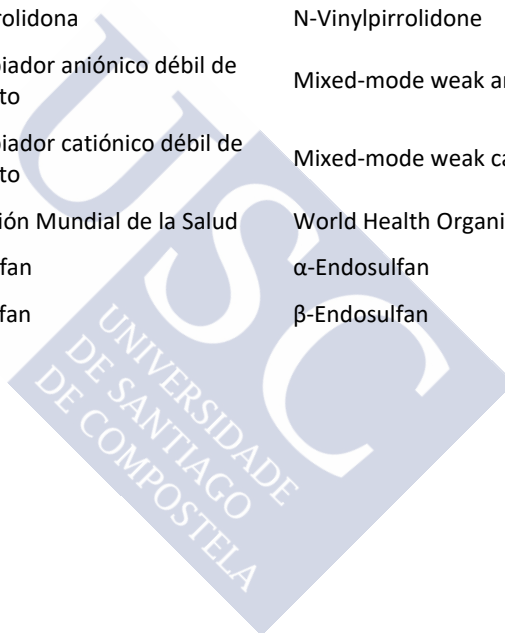 rolidona N-Vinylpirrolidone
iador aniónico débil de
to Mixed-mode weak a
iador catiónico débil de
to Mixed-mode weak ca
ión Mundial de la Salud World Health Organi
fan α-Endosulfan
fan β-Endosulfan
USC
UNIVERSIDADE
DE SANTIAGO
DE COMPOSTELA